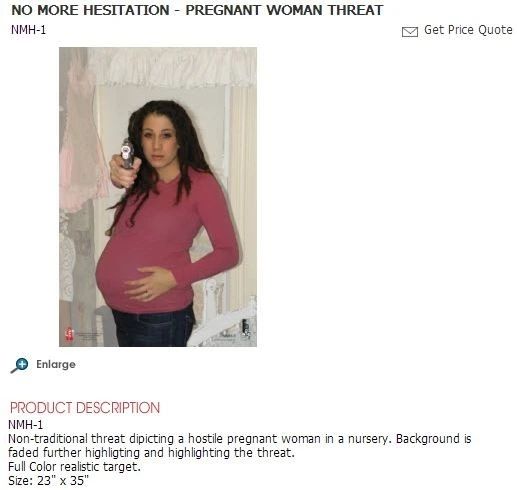 NO MORE HESITATION - PREGNANT WOMAN THREAT
NMH-1
Get Price Quote
Enlarge
PRODUCT DESCRIPTION
NMH-1
Non-traditional threat dipicting a hostile pregnant woman in a nursery. Background is
faded further highligting and highlighting the threat.
Full Color realistic target.
Size: 23" x 35"